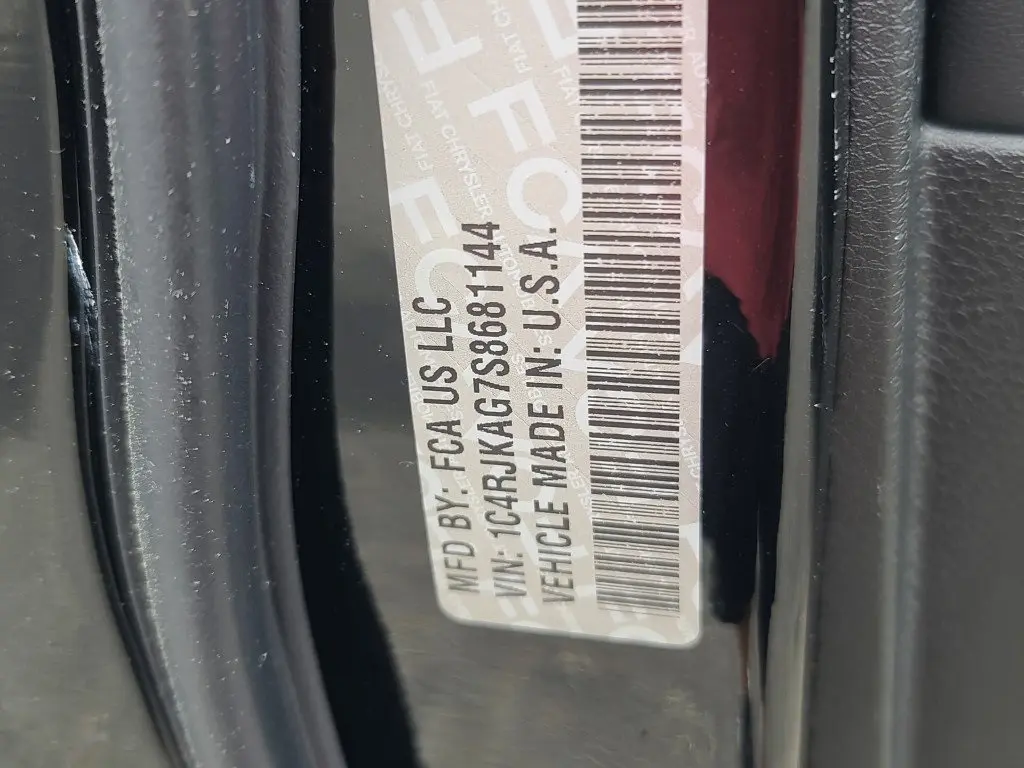 MFD BY: FCA US LLC
VIN: 1C4RJKAG7S8681144
VEHICLE MADE IN: U.S.A.